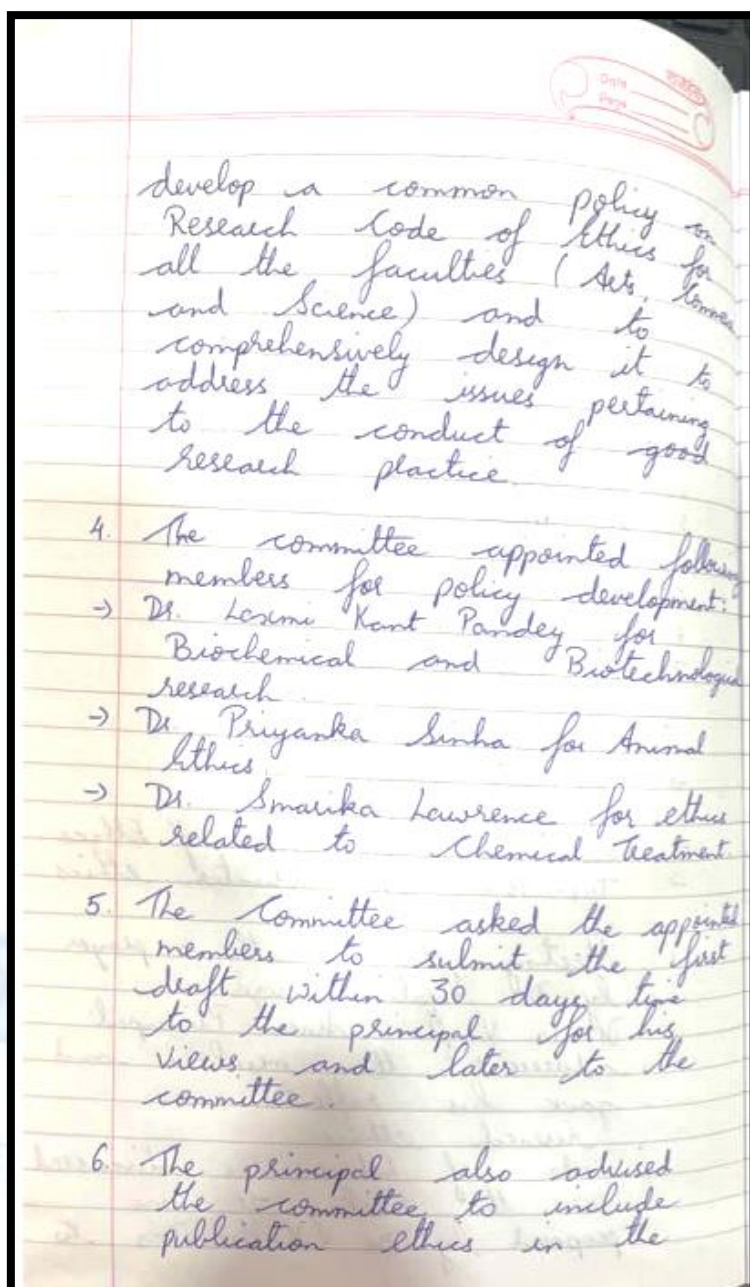 Date
Page
develop a common policy on
Research Code of Ethics for
all the faculties (Arts, Comme
and Science) and to
comprehensively design it to
address the issues pertaining
to the conduct of good
research practice.
4. The committee appointed following
members for policy development:
→ Dr. Laxmi Kant Pandey for
Biochemical and Biotechnologica
research.
→ Dr. Priyanka Sinha for Animal
Ethics.
→ Dr. Smarika Lawrence for ethics
related to Chemical Treatment.
5. The Committee asked the appointed
members to submit the first
draft within 30 days time
to the principal for his
views and later to the
committee.
6. The principal also advised
the committee to include
publication ethics in the